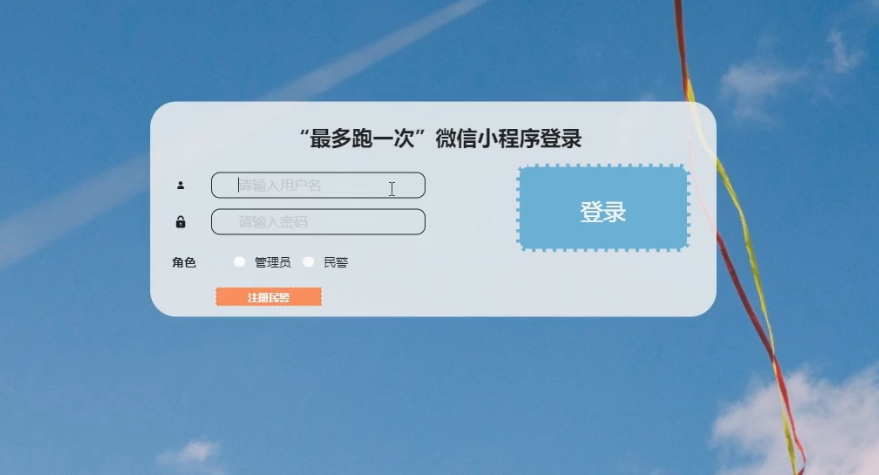 “最多跑一次”微信小程序登录
请输入用户名
请输入密码
登录
角色 管理员 民警
注册民警